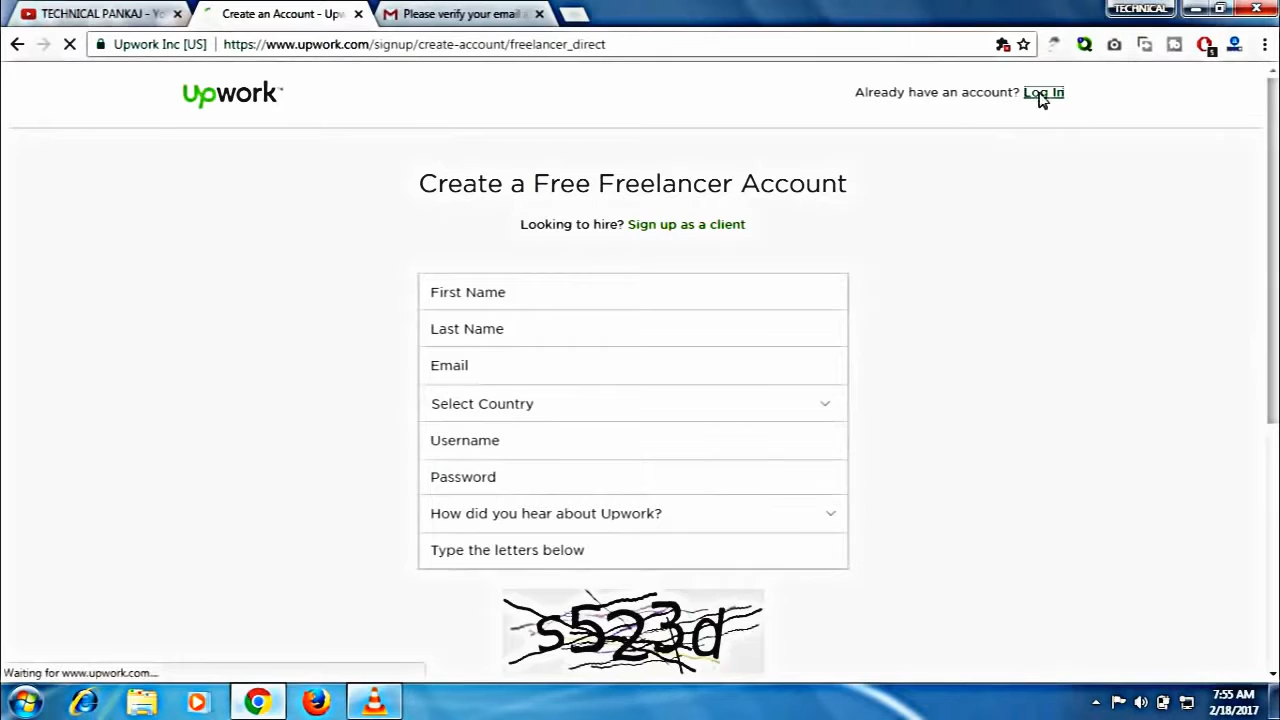 TECHNICAL PANKAJ - Yo
Create an Account - Upw
Please verify your email a
TECHNICAL
Upwork Inc [US]
https://www.upwork.com/signup/create-account/freelancer_direct
upwork™
Already have an account? Log In
Create a Free Freelancer Account
Looking to hire? Sign up as a client
First Name
Last Name
Email
Select Country
Username
Password
How did you hear about Upwork?
Type the letters below
s523d
Waiting for www.upwork.com...
7:55 AM
2/18/2017